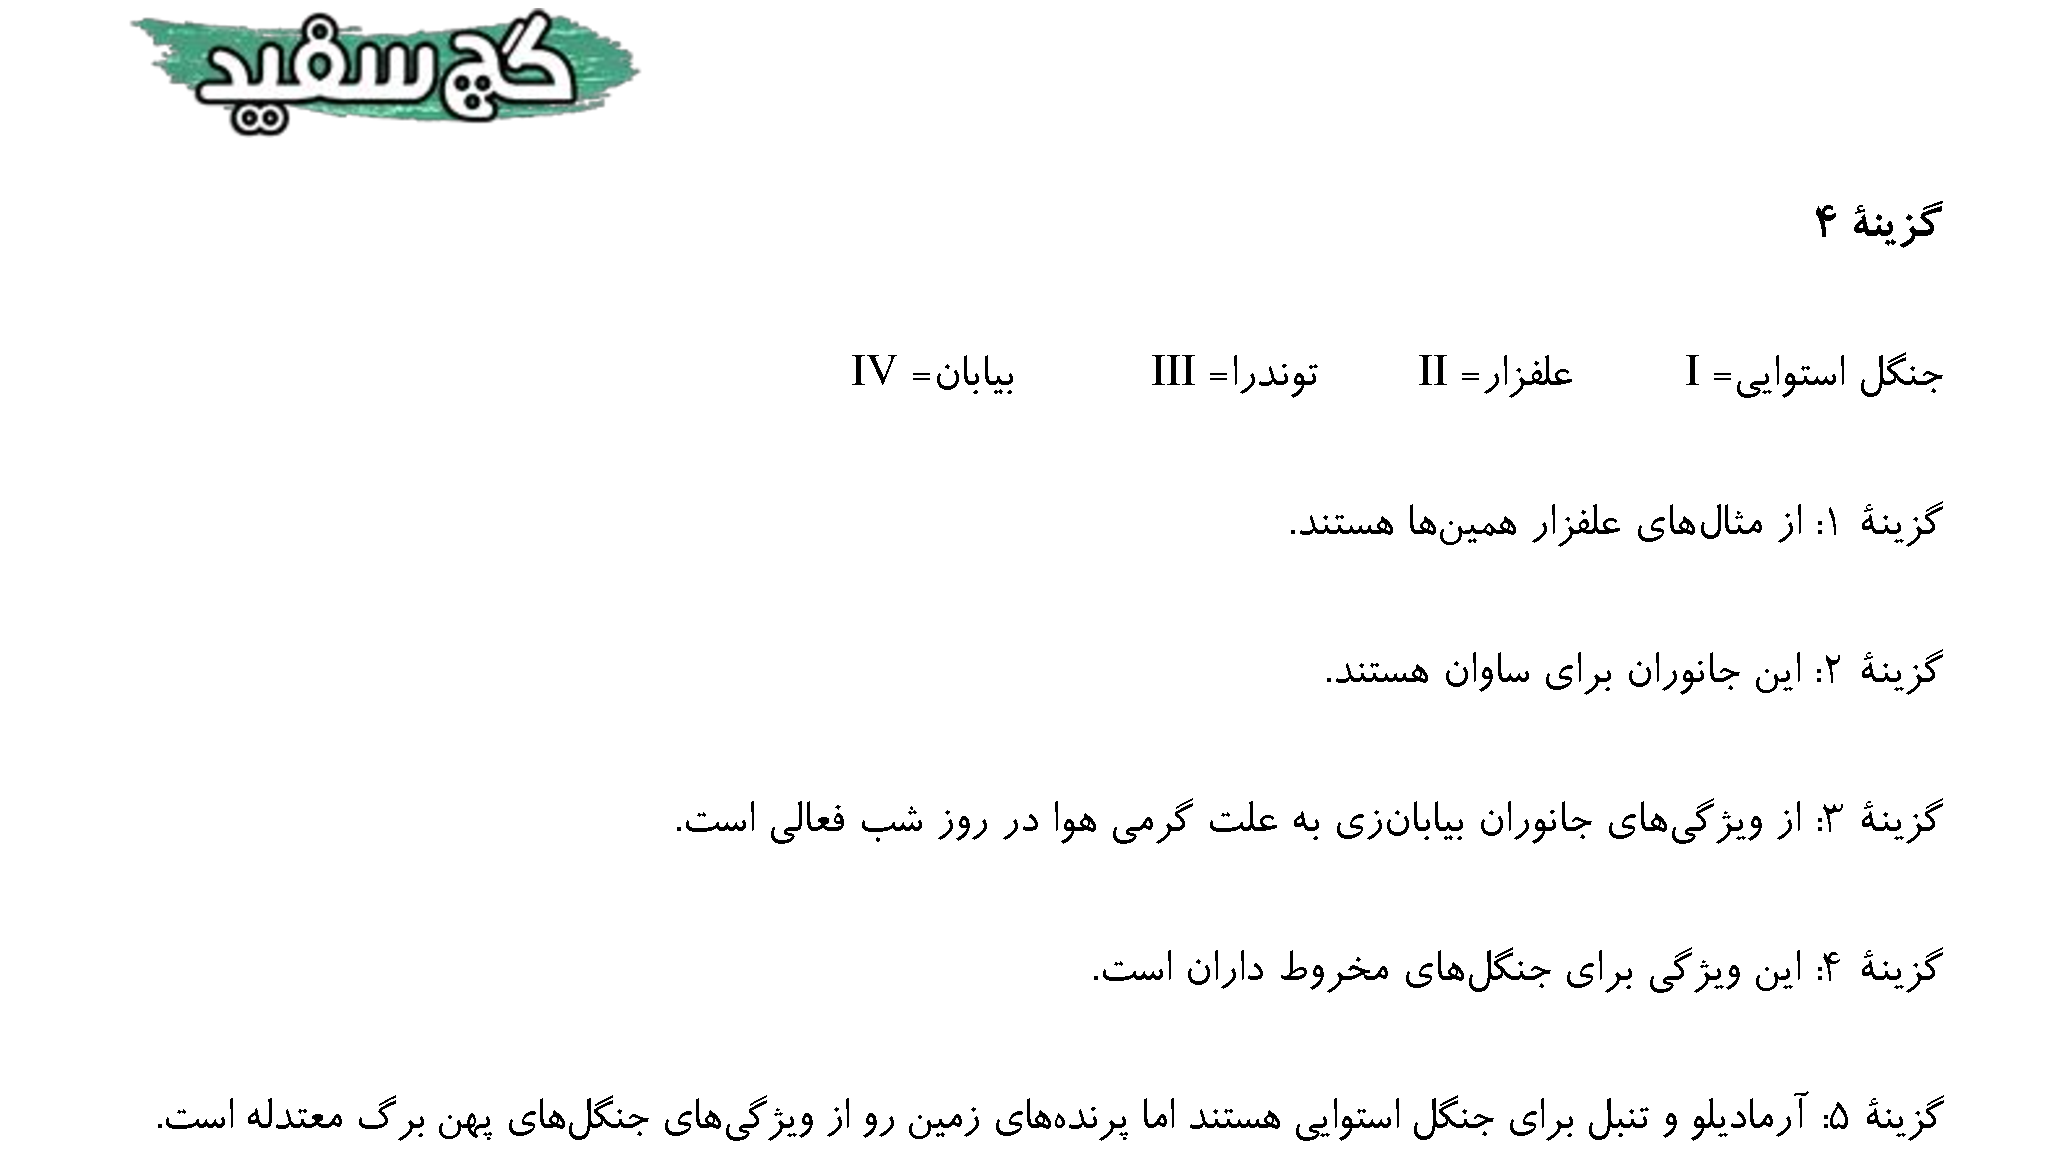 گچ سفید
گزینهٔ ۴
جنگل استوایی= I علفزار= II توندرا= III بیابان= IV
گزینهٔ ۱: از مثال‌های علفزار همین‌ها هستند.
گزینهٔ ۲: این جانوران برای ساوان هستند.
گزینهٔ ۳: از ویژگی‌های جانوران بیابان‌زی به علت گرمی هوا در روز شب فعالی است.
گزینهٔ ۴: این ویژگی برای جنگل‌های مخروط داران است.
گزینهٔ ۵: آرمادیلو و تنبل برای جنگل استوایی هستند اما پرنده‌های زمین رو از ویژگی‌های جنگل‌های پهن برگ معتدله است.